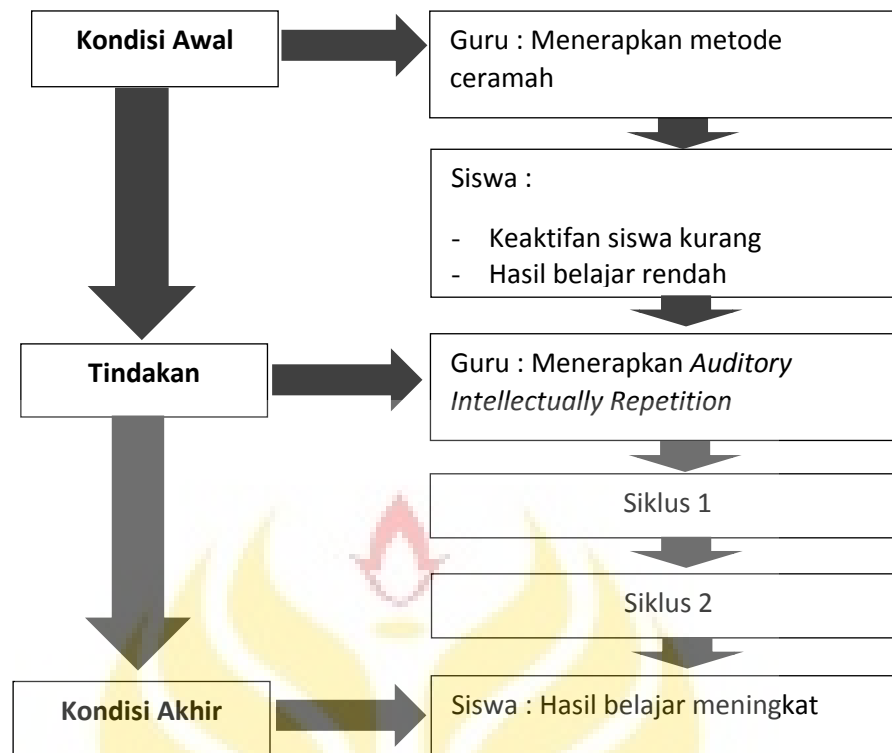 Kondisi Awal
Guru : Menerapkan metode
ceramah
Siswa :
- Keaktifan siswa kurang
- Hasil belajar rendah
Tindakan
Guru : Menerapkan Auditory
Intellectually Repetition
Siklus 1
Siklus 2
Kondisi Akhir
Siswa : Hasil belajar meningkat